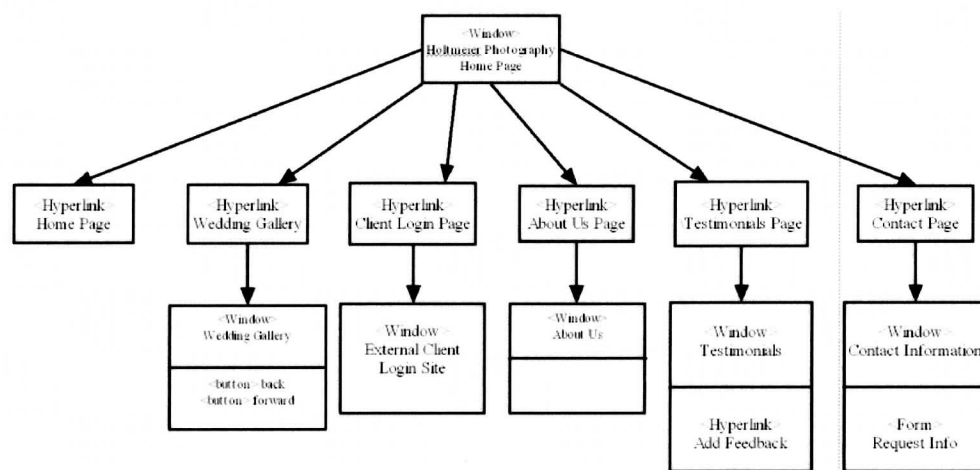 <Window>
Holtmeier Photography
Home Page
<Hyperlink>
Home Page
<Hyperlink>
Wedding Gallery
<Hyperlink>
Client Login Page
<Hyperlink>
About Us Page
<Hyperlink>
Testimonials Page
<Hyperlink>
Contact Page
<Window>
Wedding Gallery
<button>back
<button>forward
<Window>
External Client
Login Site
<Window>
About Us
<Window>
Testimonials
<Hyperlink>
Add Feedback
<Window>
Contact Information
<Form>
Request Info